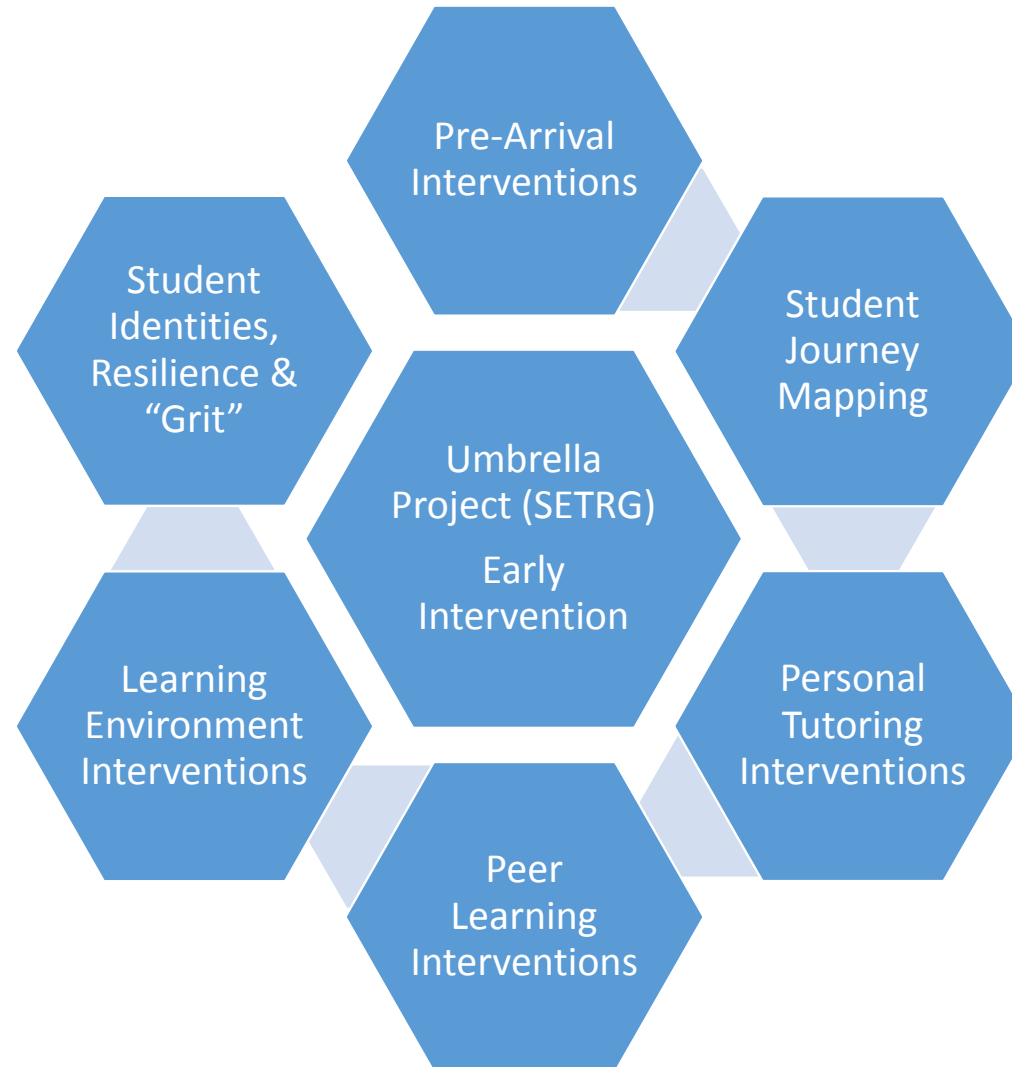 Pre-Arrival
Interventions
Student
Journey
Mapping
Personal
Tutoring
Interventions
Peer
Learning
Interventions
Learning
Environment
Interventions
Student
Identities,
Resilience &
“Grit”
Umbrella
Project (SETRG)
Early
Intervention